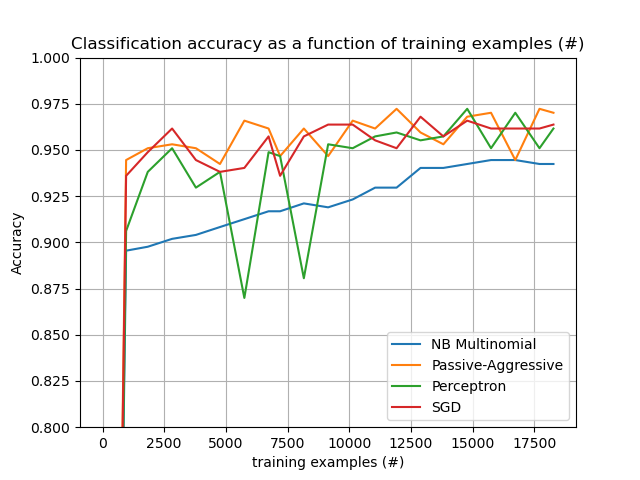 Classification accuracy as a function of training examples (#)
1.000
0.975
0.950
0.925
0.900
0.875
0.850
0.825
0.800
Accuracy
NB Multinomial
Passive-Aggressive
Perceptron
SGD
0 2500 5000 7500 10000 12500 15000 17500
training examples (#)